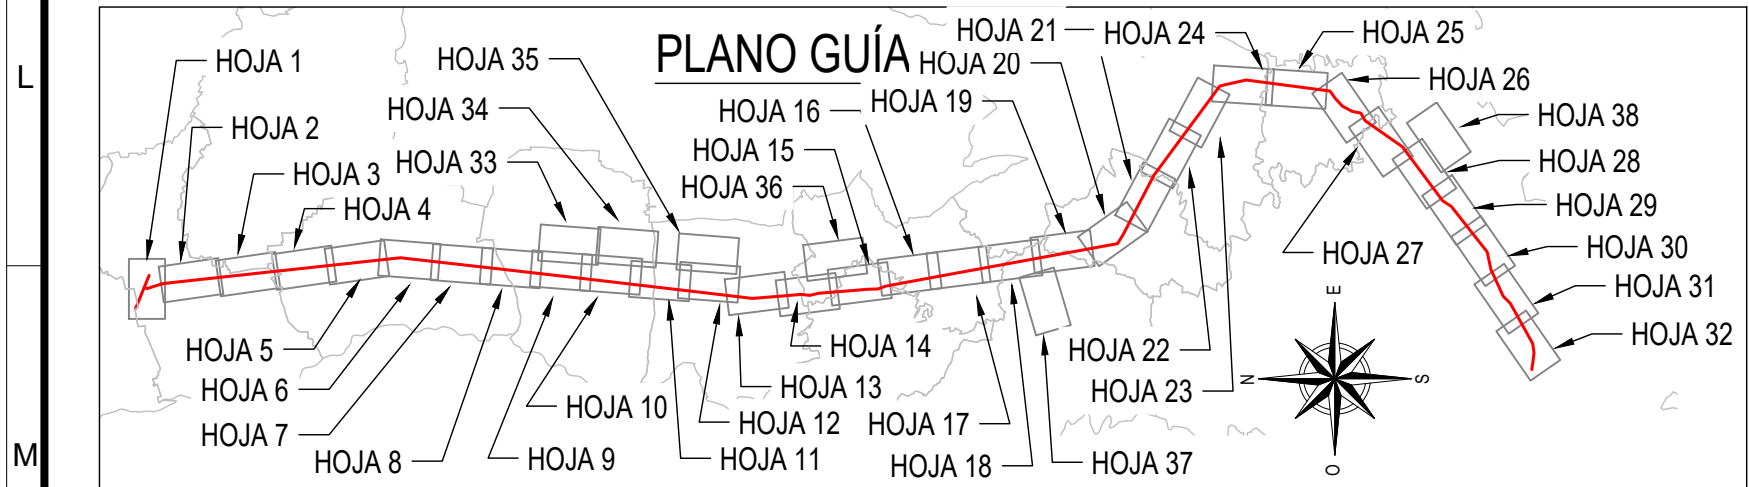 L
M
PLANO GUÍA
HOJA 1
HOJA 2
HOJA 3
HOJA 4
HOJA 35
HOJA 34
HOJA 33
HOJA 16
HOJA 15
HOJA 36
HOJA 21
HOJA 20
HOJA 19
HOJA 24
HOJA 25
HOJA 26
HOJA 38
HOJA 28
HOJA 29
HOJA 30
HOJA 27
HOJA 31
HOJA 32
HOJA 5
HOJA 6
HOJA 7
HOJA 8
HOJA 9
HOJA 10
HOJA 11
HOJA 12
HOJA 13
HOJA 14
HOJA 17
HOJA 18
HOJA 37
HOJA 22
HOJA 23
E
N
S
O